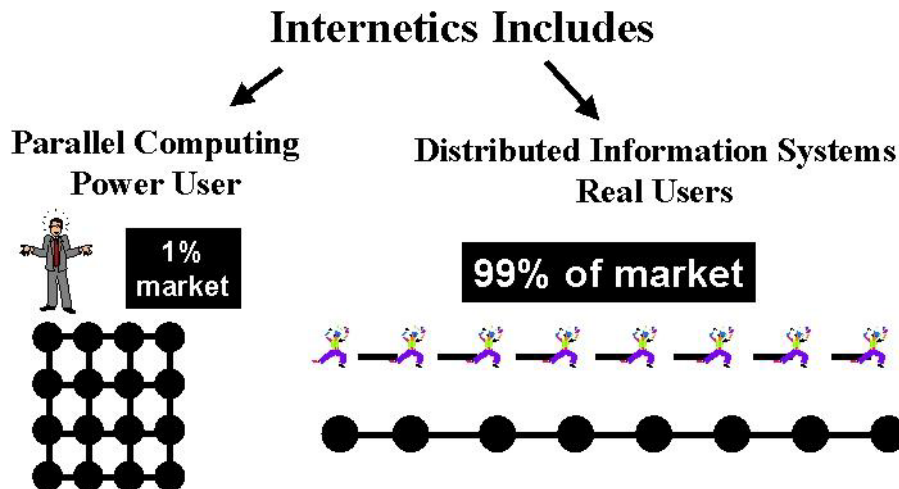 Internetics Includes
Parallel Computing
Power User
1%
market
Distributed Information Systems
Real Users
99% of market